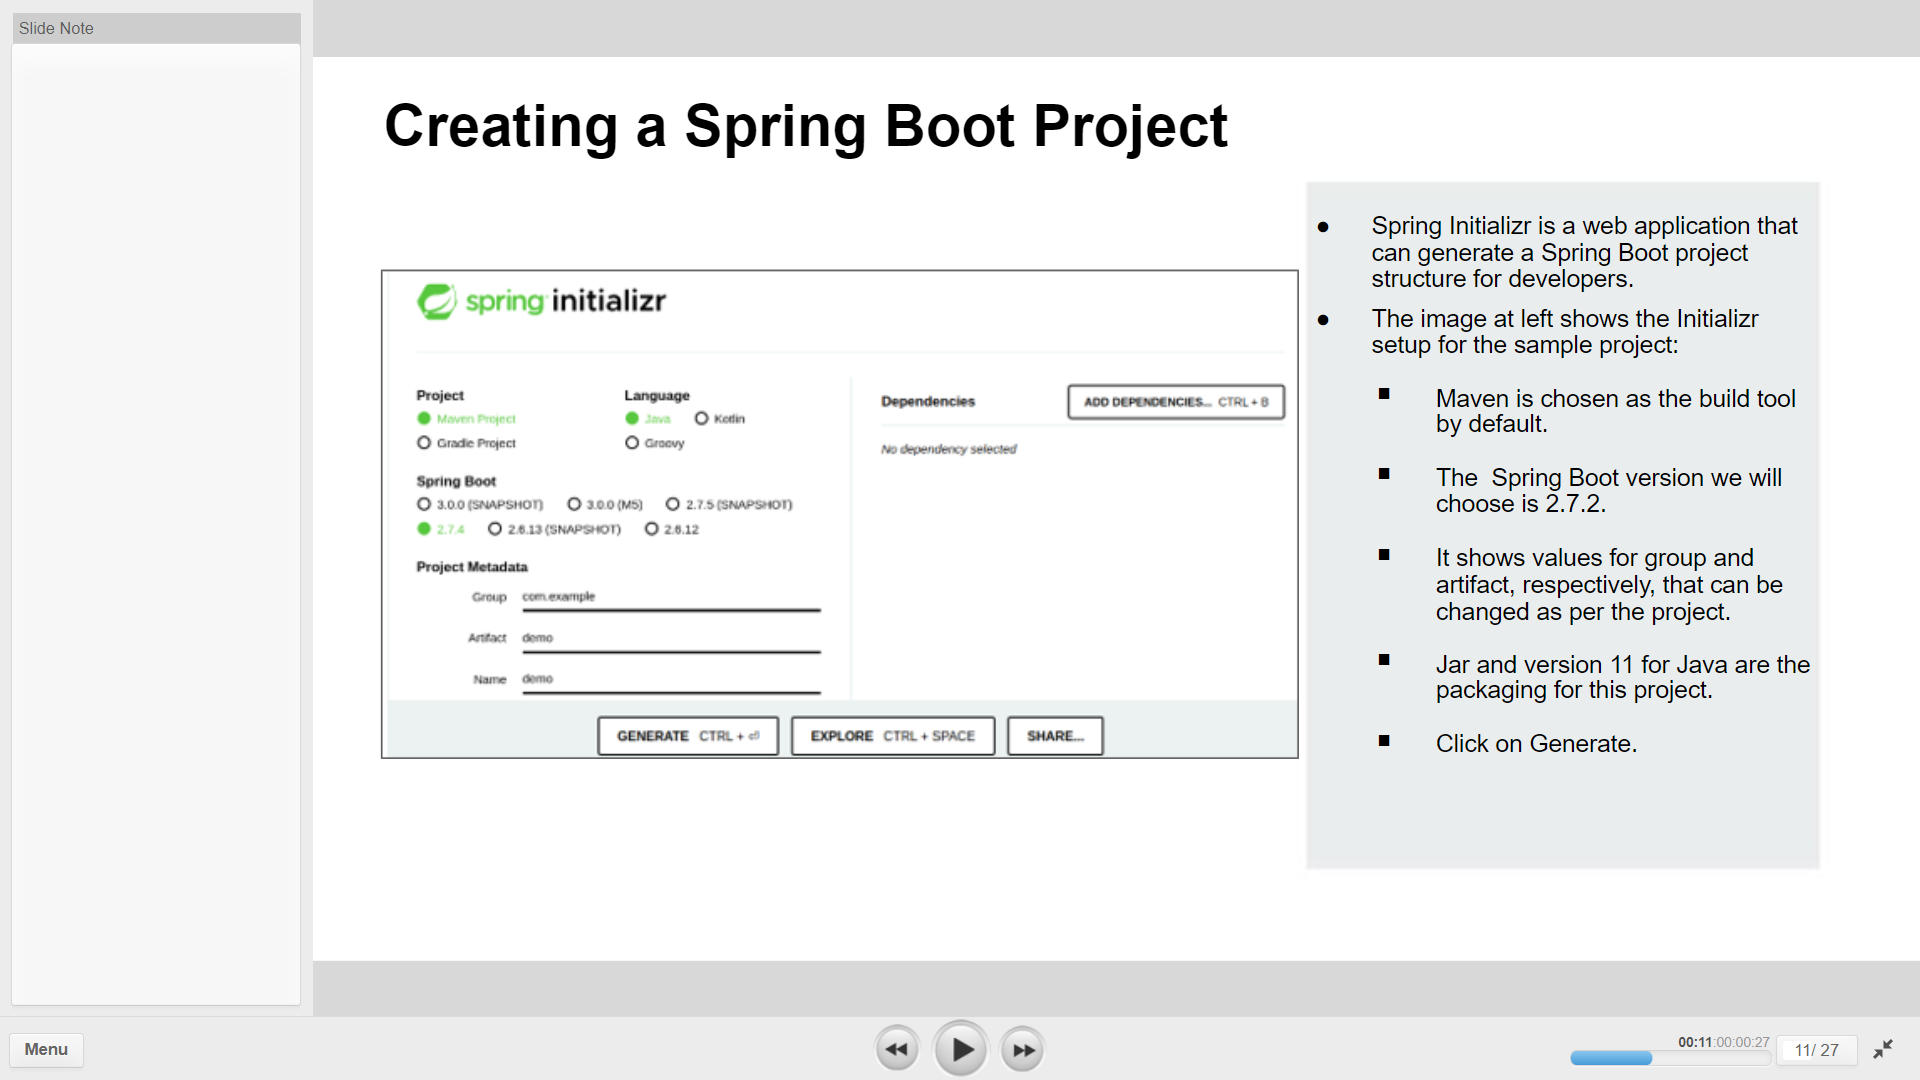 Slide Note
Creating a Spring Boot Project
spring initializr
Project
Language
Maven Project
Java
Kotlin
Gradle Project
Groovy
Spring Boot
3.0.0 (SNAPSHOT)
3.0.0 (M5)
2.7.5 (SNAPSHOT)
2.7.4
2.6.13 (SNAPSHOT)
2.6.12
Project Metadata
Group com.example
Artifact demo
Name demo
Dependencies
ADD DEPENDENCIES... CTRL + B
No dependency selected
GENERATE CTRL + ⏎
EXPLORE CTRL + SPACE
SHARE...
● Spring Initializr is a web application that
can generate a Spring Boot project
structure for developers.
● The image at left shows the Initializr
setup for the sample project:
■ Maven is chosen as the build tool
by default.
■ The  Spring Boot version we will
choose is 2.7.2.
■ It shows values for group and
artifact, respectively, that can be
changed as per the project.
■ Jar and version 11 for Java are the
packaging for this project.
■ Click on Generate.
Menu
00:11:00:00:27
11/ 27